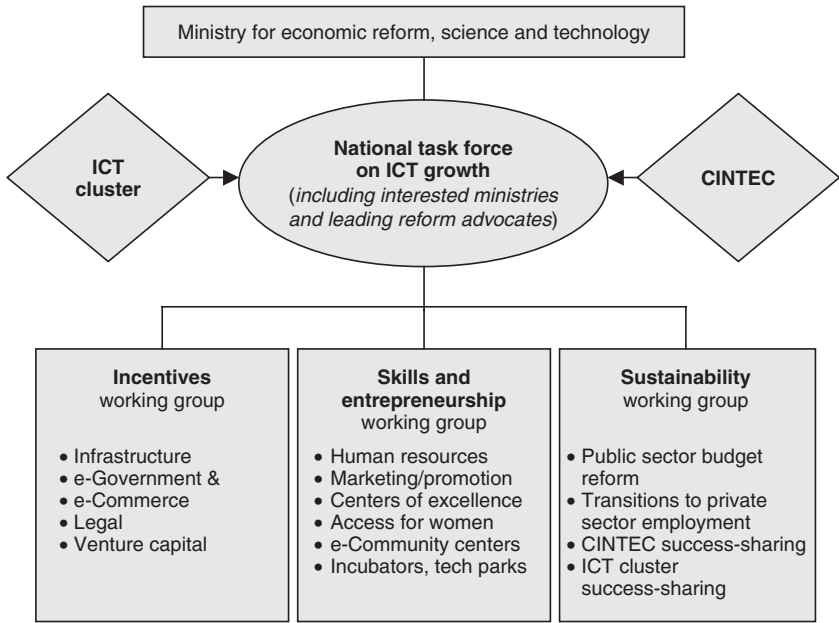 Ministry for economic reform, science and technology
ICT
cluster
National task force
on ICT growth
(including interested ministries
and leading reform advocates)
CINTEC
Incentives
working group
• Infrastructure
• e-Government &
• e-Commerce
• Legal
• Venture capital
Skills and
entrepreneurship
working group
• Human resources
• Marketing/promotion
• Centers of excellence
• Access for women
• e-Community centers
• Incubators, tech parks
Sustainability
working group
• Public sector budget
reform
• Transitions to private
sector employment
• CINTEC success-sharing
• ICT cluster
success-sharing